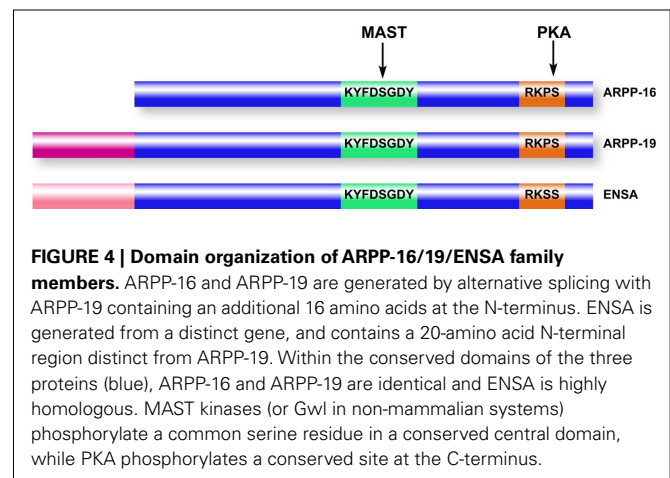 MAST PKA
KYFDSGDY RKPS ARPP-16
KYFDSGDY RKPS ARPP-19
KYFDSGDY RKSS ENSA
FIGURE 4 | Domain organization of ARPP-16/19/ENSA family
members. ARPP-16 and ARPP-19 are generated by alternative splicing with
ARPP-19 containing an additional 16 amino acids at the N-terminus. ENSA is
generated from a distinct gene, and contains a 20-amino acid N-terminal
region distinct from ARPP-19. Within the conserved domains of the three
proteins (blue), ARPP-16 and ARPP-19 are identical and ENSA is highly
homologous. MAST kinases (or Gwl in non-mammalian systems)
phosphorylate a common serine residue in a conserved central domain,
while PKA phosphorylates a conserved site at the C-terminus.